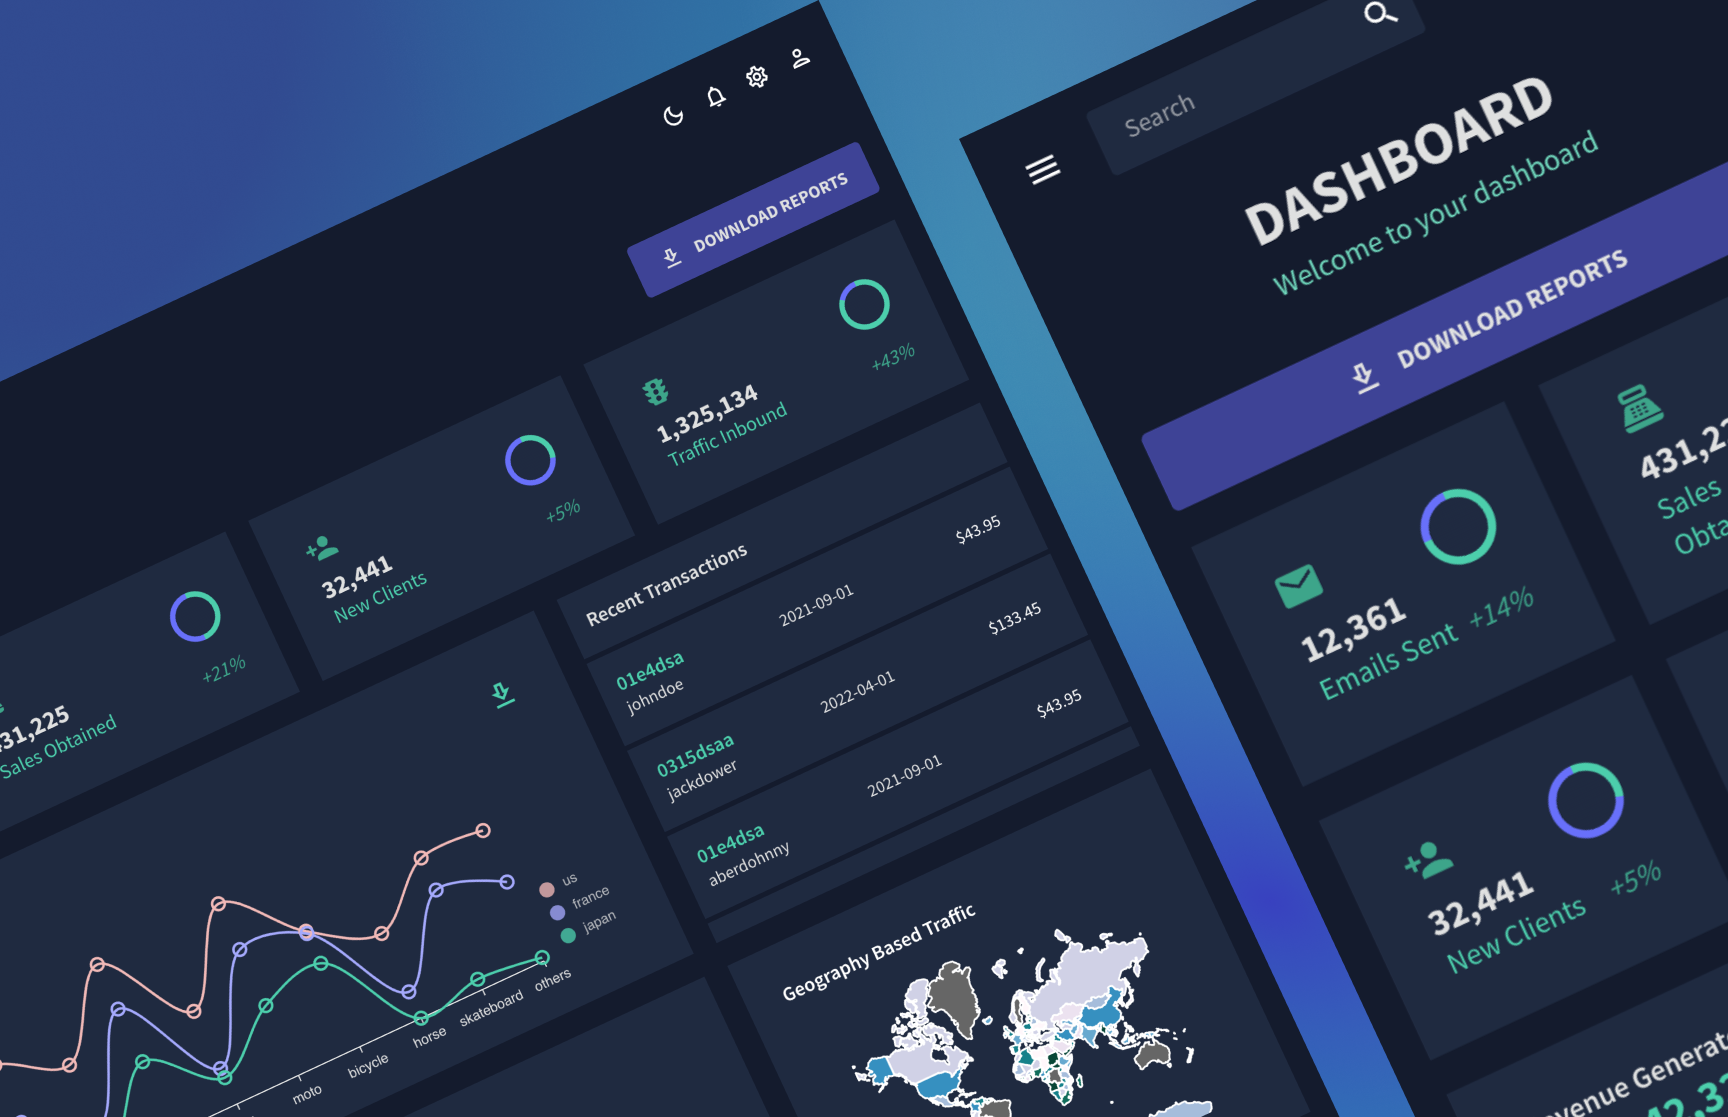 DOWNLOAD REPORTS
+43%
1,325,134
Traffic Inbound
+5%
32,441
New Clients
+21%
31,225
Sales Obtained
Recent Transactions
01e4dsa
johndoe
2021-09-01
$43.95
0315dsaa
jackdower
2022-04-01
$133.45
01e4dsa
aberdohnny
2021-09-01
$43.95
us
france
japan
moto
bicycle
horse
skateboard
others
Geography Based Traffic
Search
DASHBOARD
Welcome to your dashboard
DOWNLOAD REPORTS
12,361
Emails Sent
+14%
431,2
Sales
Obta
32,441
New Clients
+5%
venue Generat